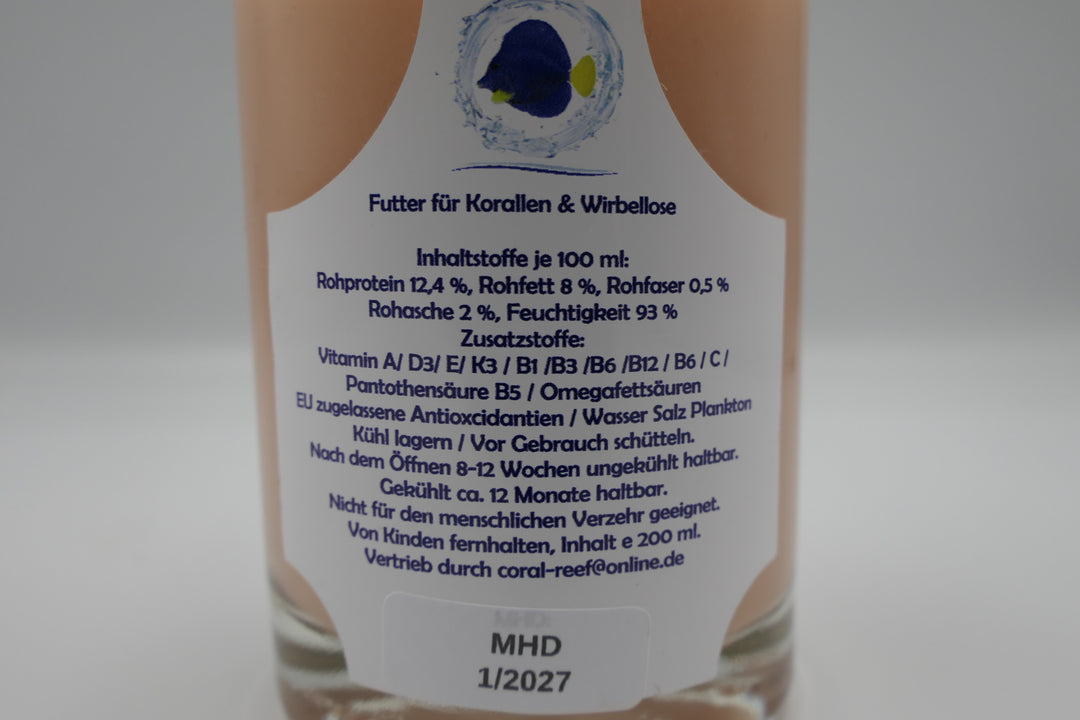 Futter für Korallen & Wirbellose
Inhaltstoffe je 100 ml:
Rohprotein 12,4 %, Rohfett 8 %, Rohfaser 0,5 %
Rohasche 2 %, Feuchtigkeit 93 %
Zusatzstoffe:
Vitamin A/ D3/ E/ K3 / B1 /B3 /B6 /B12 / B6 / C /
Pantothensäure B5 / Omegafettsäuren
EU zugelassene Antioxcidantien / Wasser Salz Plankton
Kühl lagern / Vor Gebrauch schütteln.
Nach dem Öffnen 8-12 Wochen ungekühlt haltbar.
Gekühlt ca. 12 Monate haltbar.
Nicht für den menschlichen Verzehr geeignet.
Von Kinden fernhalten, Inhalt e 200 ml.
Vertrieb durch coral-reef@online.de
MHD:
MHD
1/2027